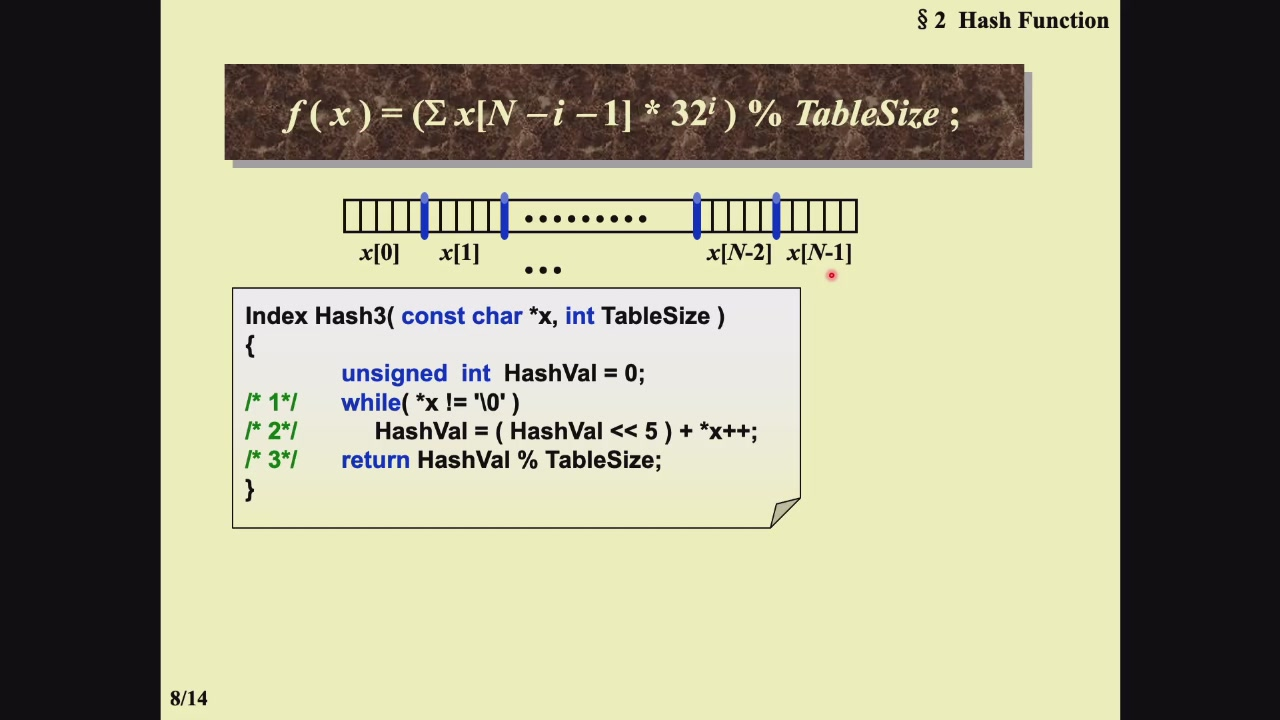 § 2 Hash Function
f ( x ) = (Σ x[N – i – 1] * 32ⁱ ) % TableSize ;
.........
x[0] x[1] ... x[N-2] x[N-1]
Index Hash3( const char *x, int TableSize )
{
unsigned int HashVal = 0;
/* 1*/ while( *x != '\0' )
/* 2*/ HashVal = ( HashVal << 5 ) + *x++;
/* 3*/ return HashVal % TableSize;
}
8/14